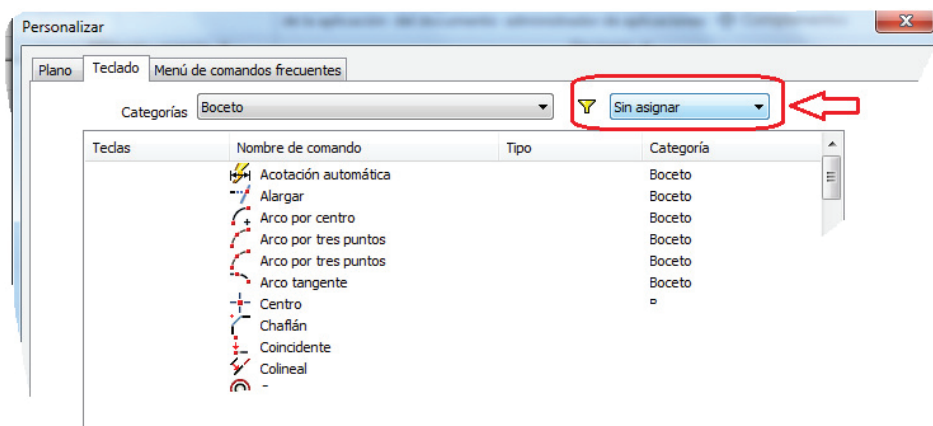 Personalizar
Plano Teclado Menú de comandos frecuentes
Categorías Boceto Sin asignar
Teclas Nombre de comando Tipo Categoría
Acotación automática Boceto
Alargar Boceto
Arco por centro Boceto
Arco por tres puntos Boceto
Arco por tres puntos Boceto
Arco tangente Boceto
Centro
Chaflán
Coincidente
Colineal